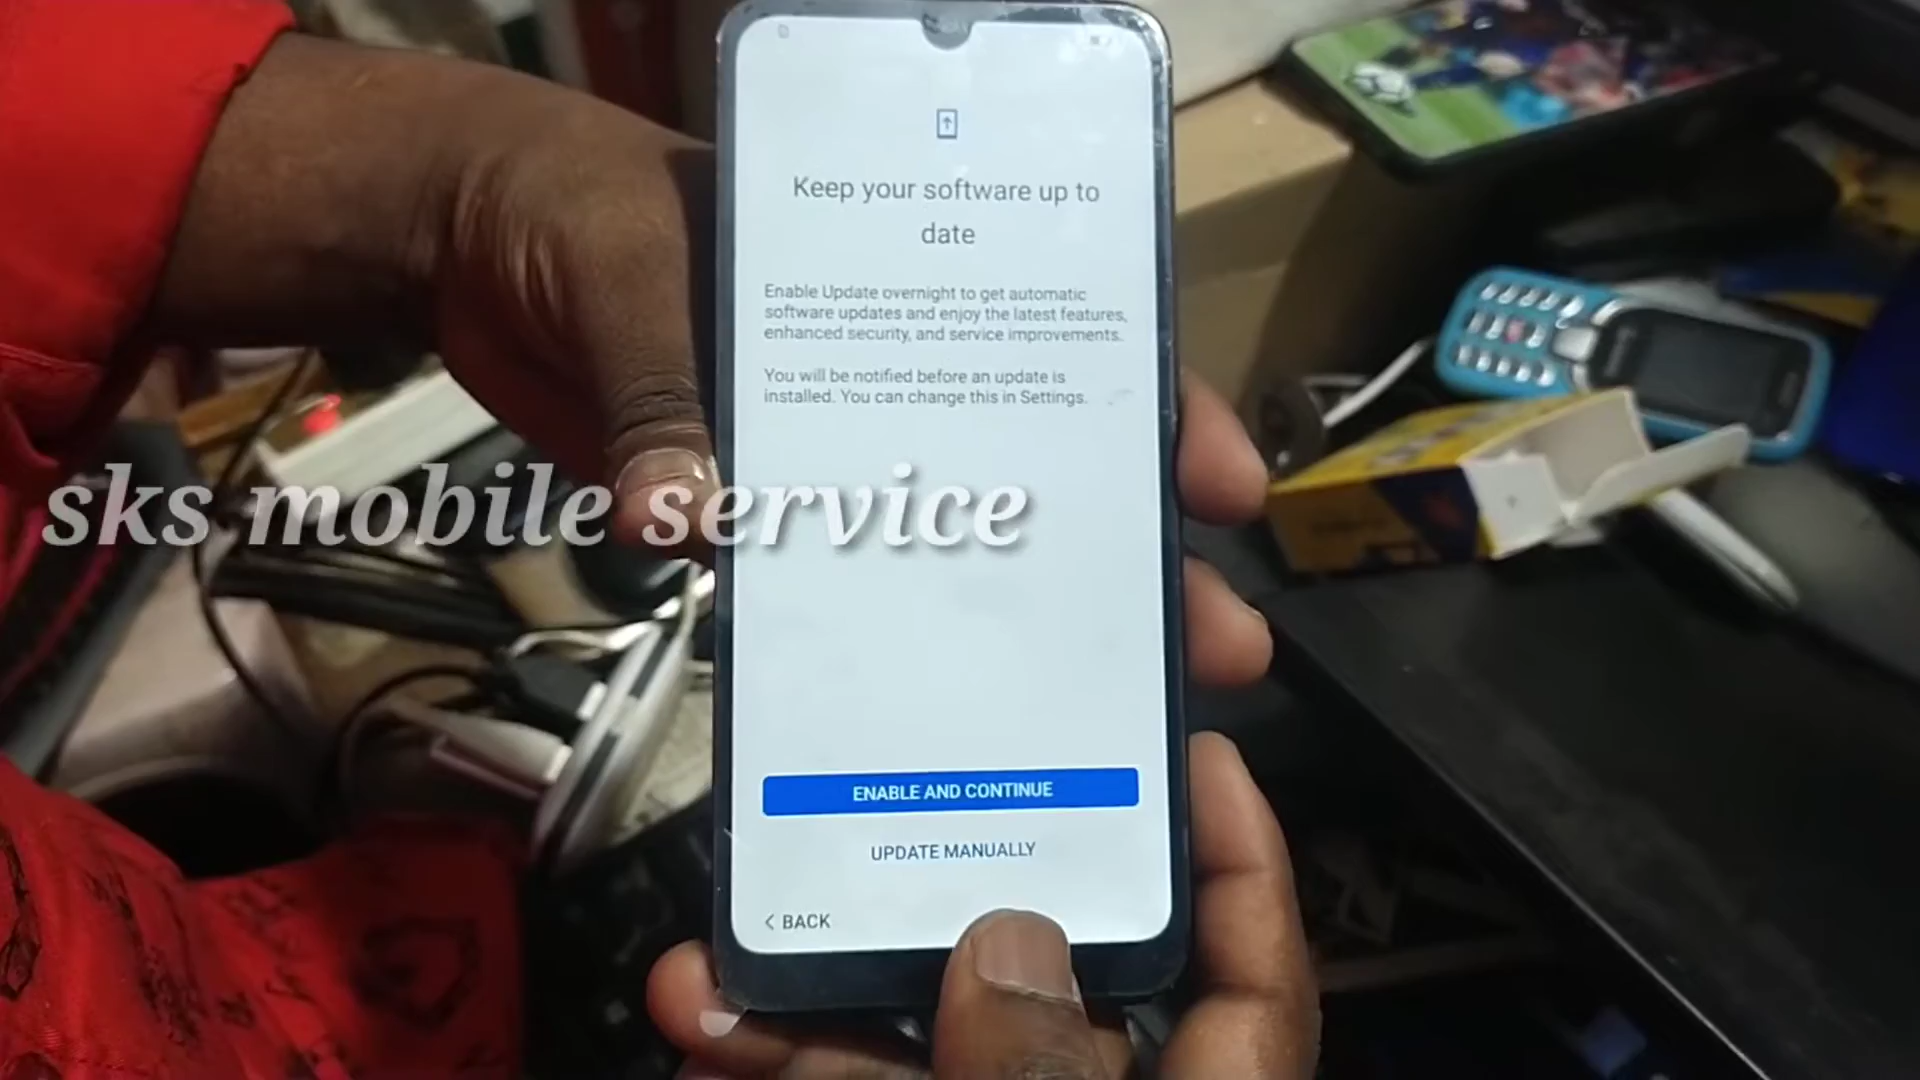 Keep your software up to
date
Enable Update overnight to get automatic
software updates and enjoy the latest features,
enhanced security, and service improvements.
You will be notified before an update is
installed. You can change this in Settings.
sks mobile service
ENABLE AND CONTINUE
UPDATE MANUALLY
< BACK